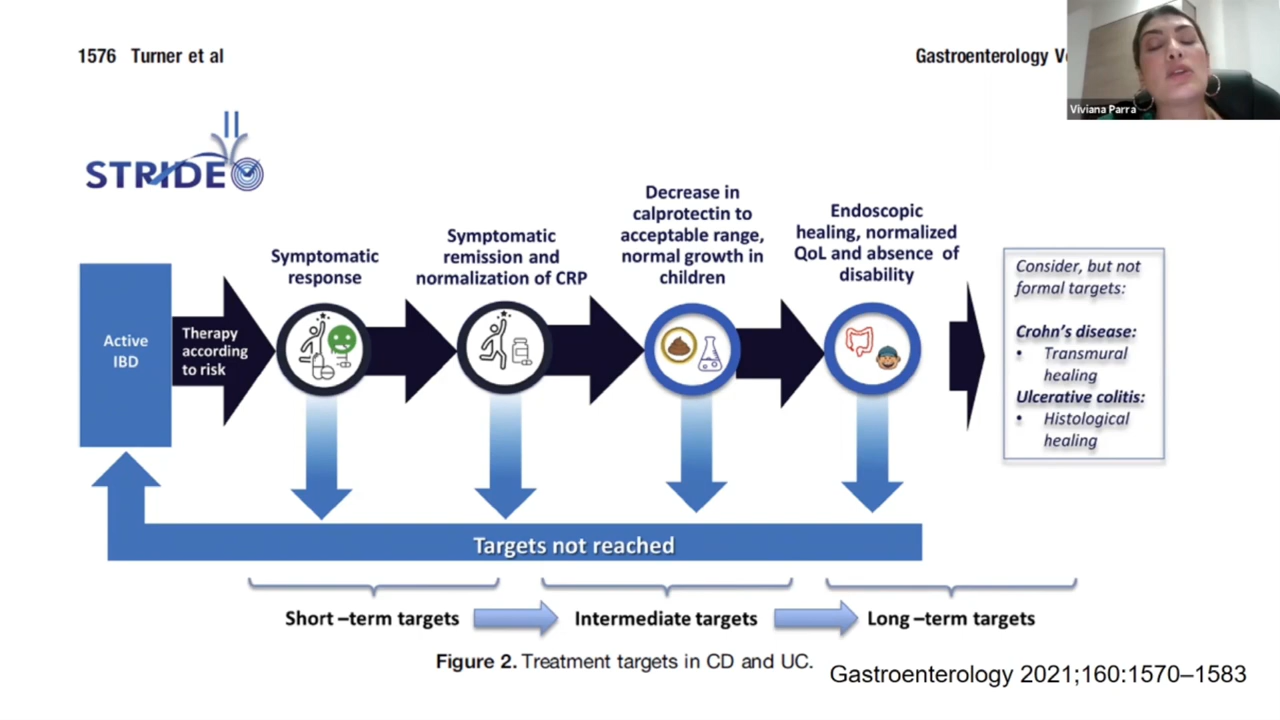 1576 Turner et al
Gastroenterology
Viviana Parra
STRIDE
Symptomatic
response
Symptomatic
remission and
normalization of CRP
Decrease in
calprotectin to
acceptable range,
normal growth in
children
Endoscopic
healing, normalized
QoL and absence of
disability
Active
IBD
Therapy
according
to risk
Consider, but not
formal targets:
Crohn's disease:
• Transmural
healing
Ulcerative colitis:
• Histological
healing
Targets not reached
Short –term targets
Intermediate targets
Long –term targets
Figure 2. Treatment targets in CD and UC.
Gastroenterology 2021;160:1570–1583